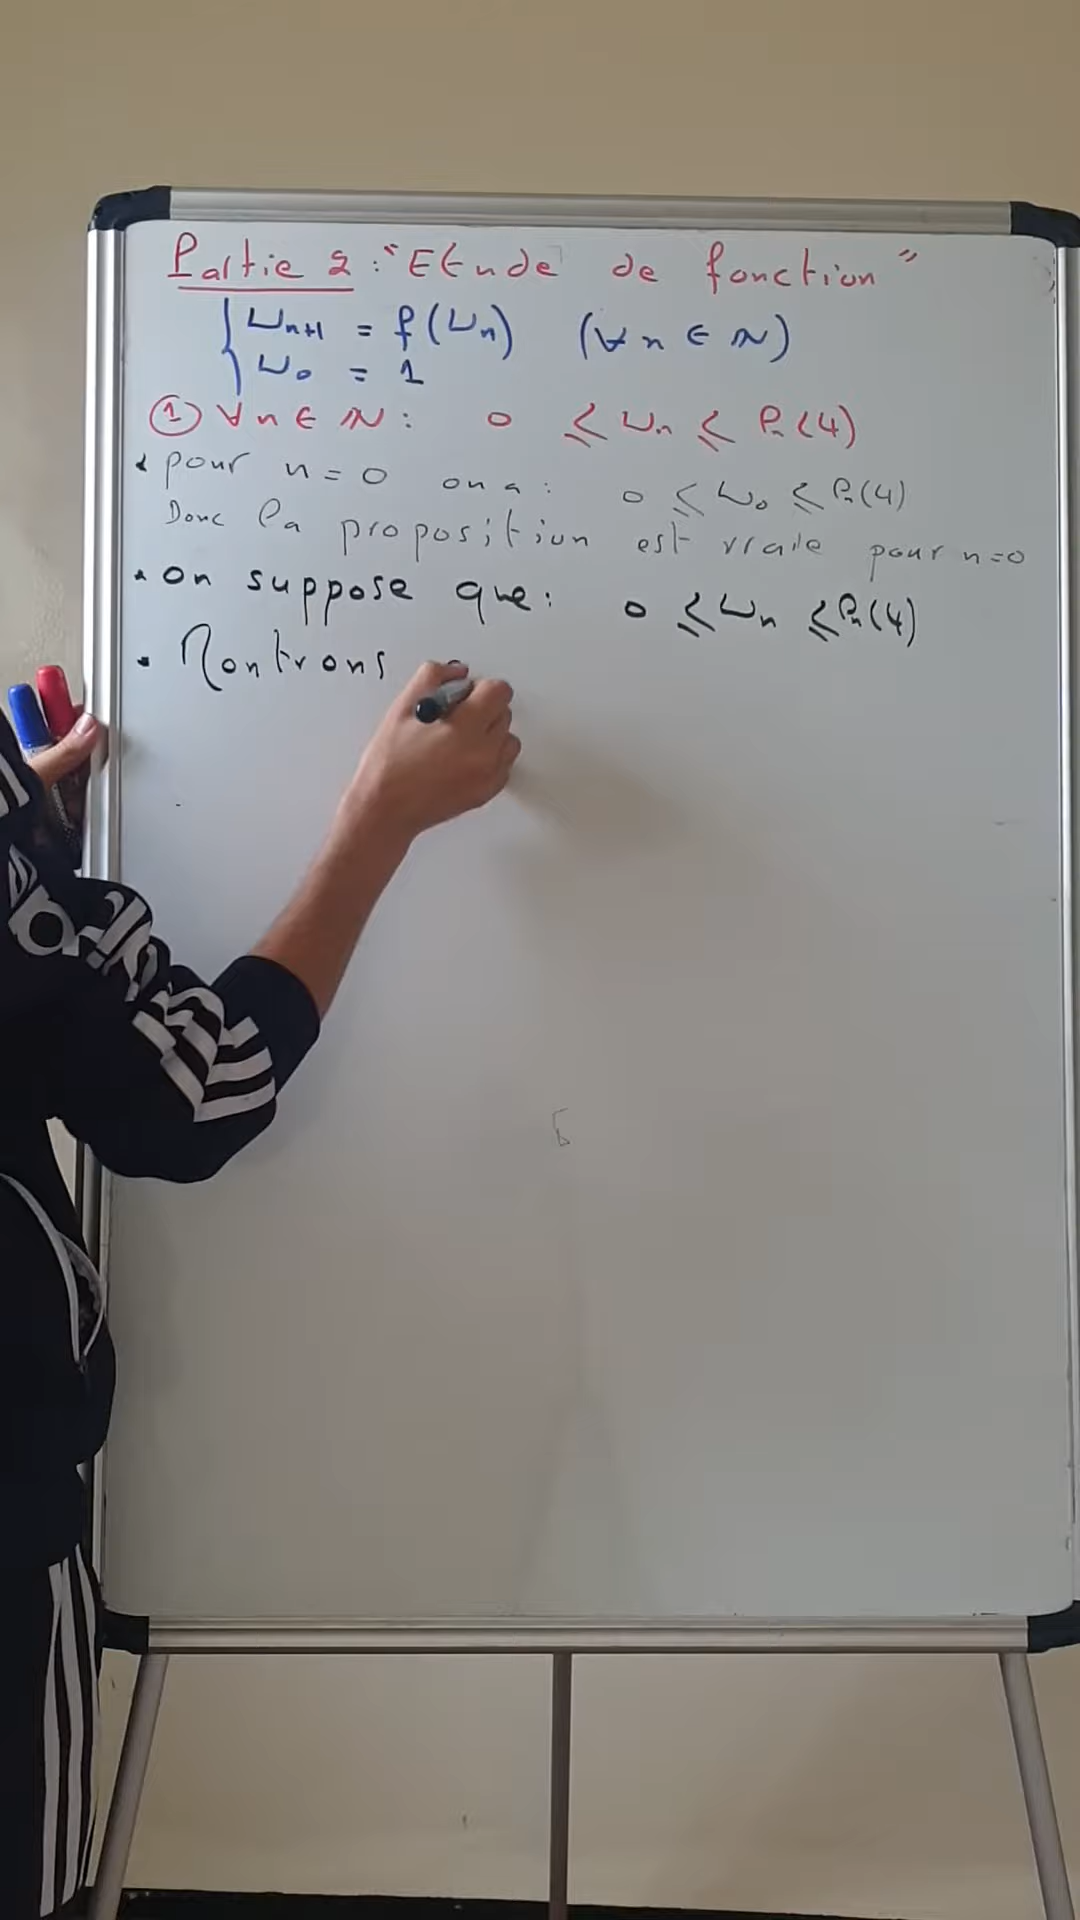 Partie 2 : "Etude de fonction"
{ Un+1 = f(Un) (∀n ∈ ℕ)
U0 = 1
① ∀n ∈ ℕ : 0 ≤ Un ≤ ln(4)
• pour n = 0 on a : 0 ≤ U0 ≤ ln(4)
Donc la proposition est vraie pour n=0
• on suppose que : 0 ≤ Un ≤ ln(4)
• Montrons